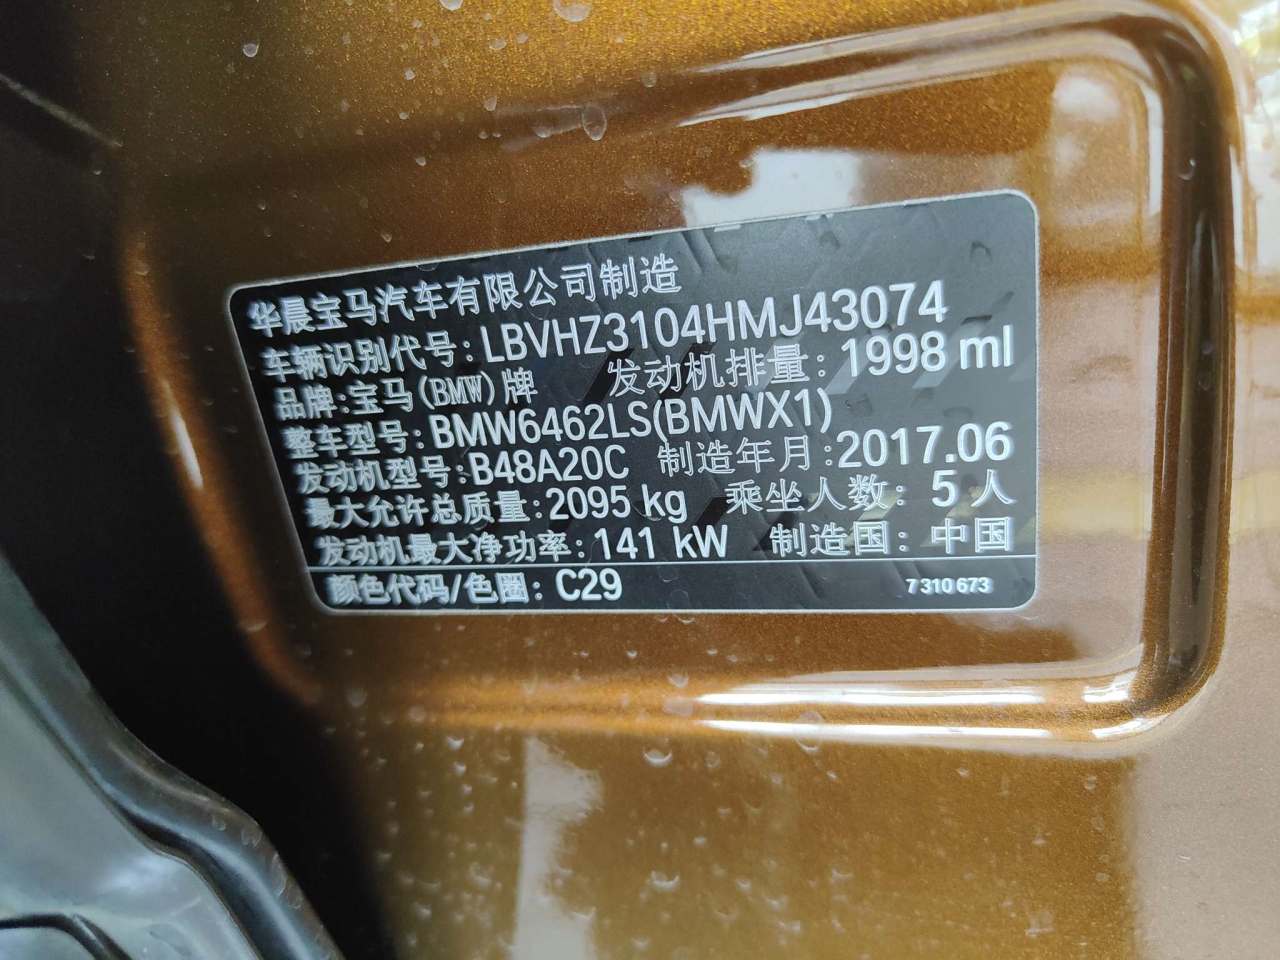 华晨宝马汽车有限公司制造
车辆识别代号: LBVHZ3104HMJ43074
品牌:宝马(BMW)牌 发动机排量: 1998 ml
整车型号: BMW6462LS(BMWX1)
发动机型号: B48A20C 制造年月:2017.06
最大允许总质量:2095 kg 乘坐人数: 5 人
发动机最大净功率: 141 kW 制造国: 中国
颜色代码/色圈: C29 7 310 673